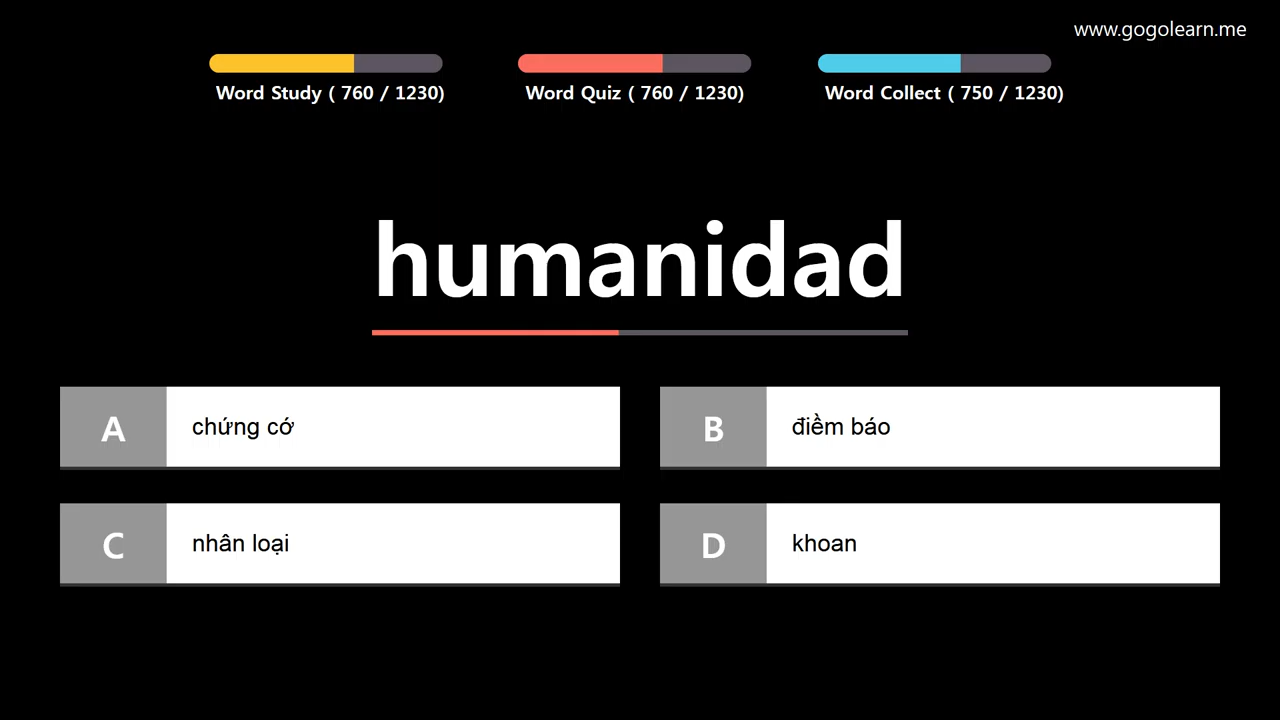 www.gogolearn.me
Word Study ( 760 / 1230)
Word Quiz ( 760 / 1230)
Word Collect ( 750 / 1230)
humanidad
A
chứng cớ
B
điềm báo
C
nhân loại
D
khoan